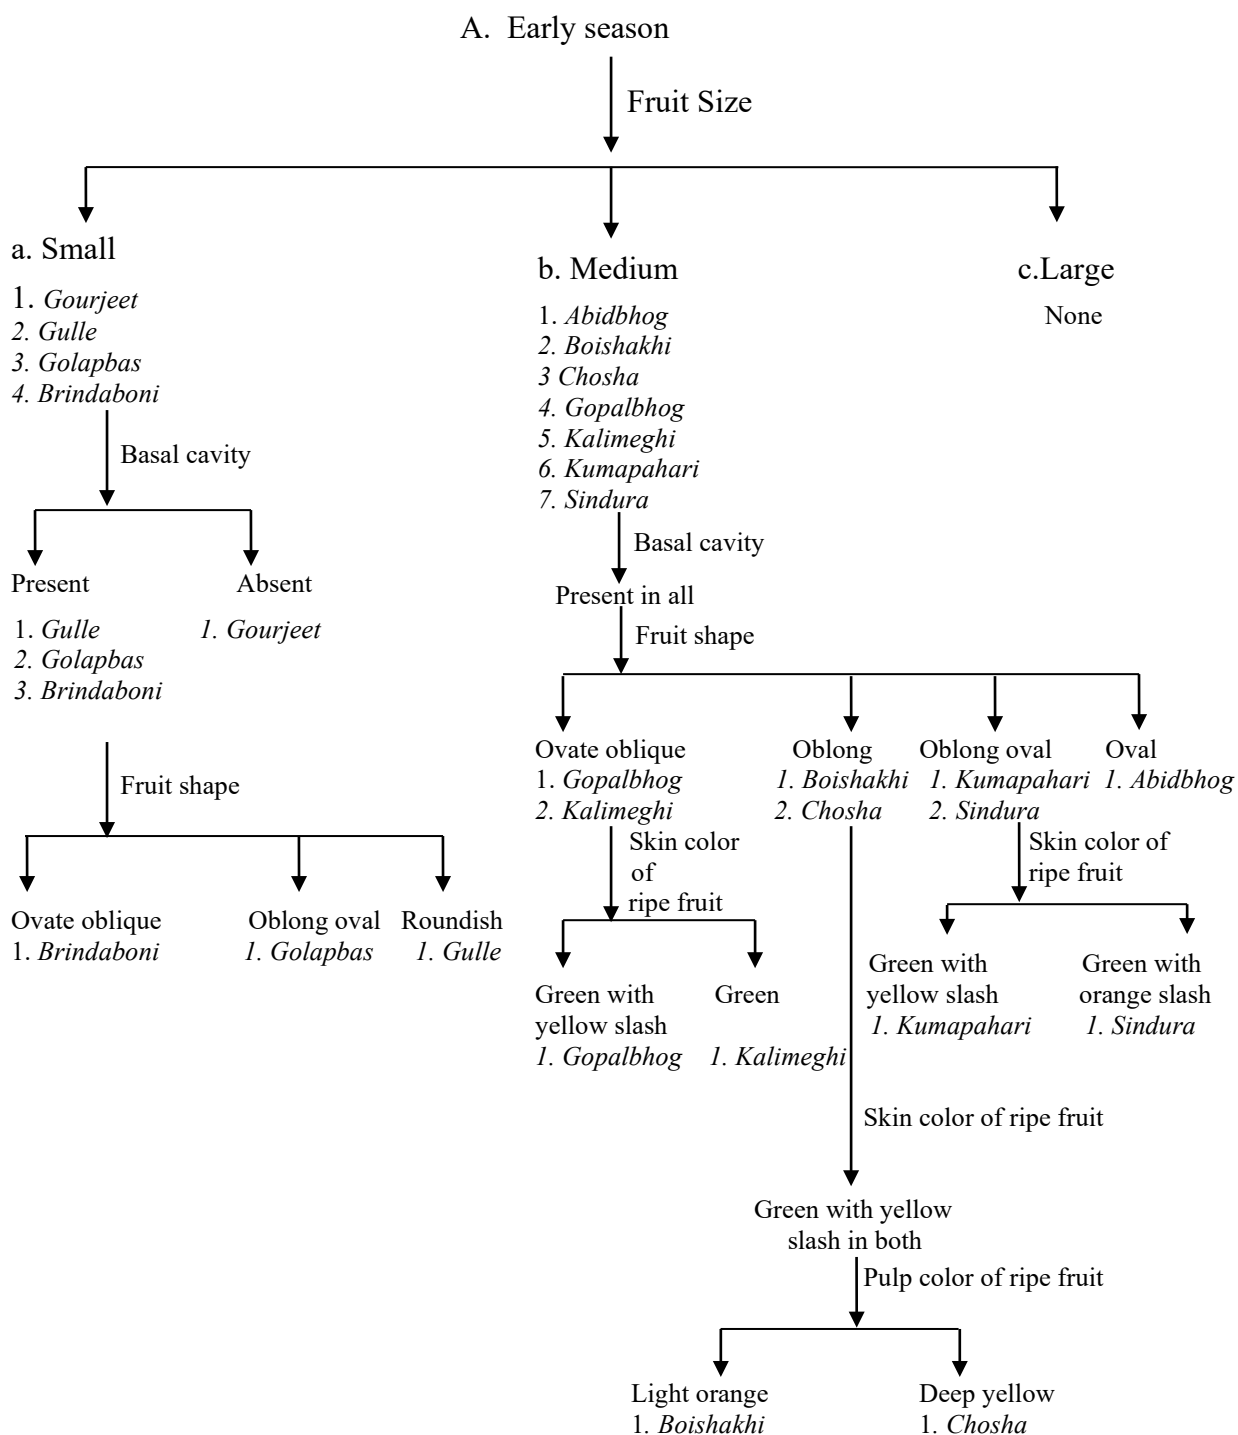 A. Early season
Fruit Size
a. Small
1. Gourjeet
2. Gulle
3. Golapbas
4. Brindaboni
Basal cavity
Present
1. Gulle
2. Golapbas
3. Brindaboni
Absent
1. Gourjeet
Fruit shape
Ovate oblique
1. Brindaboni
Oblong oval
1. Golapbas
Roundish
1. Gulle
b. Medium
1. Abidbhog
2. Boishakhi
3 Chosha
4. Gopalbhog
5. Kalimeghi
6. Kumapahari
7. Sindura
Basal cavity
Present in all
Fruit shape
Ovate oblique
1. Gopalbhog
2. Kalimeghi
Skin color
of
ripe fruit
Green with
yellow slash
1. Gopalbhog
Green
1. Kalimeghi
Oblong
1. Boishakhi
2. Chosha
Skin color of ripe fruit
Green with yellow
slash in both
Pulp color of ripe fruit
Light orange
1. Boishakhi
Deep yellow
1. Chosha
Oblong oval
1. Kumapahari
2. Sindura
Skin color of
ripe fruit
Green with
yellow slash
1. Kumapahari
Green with
orange slash
1. Sindura
Oval
1. Abidbhog
c.Large
None